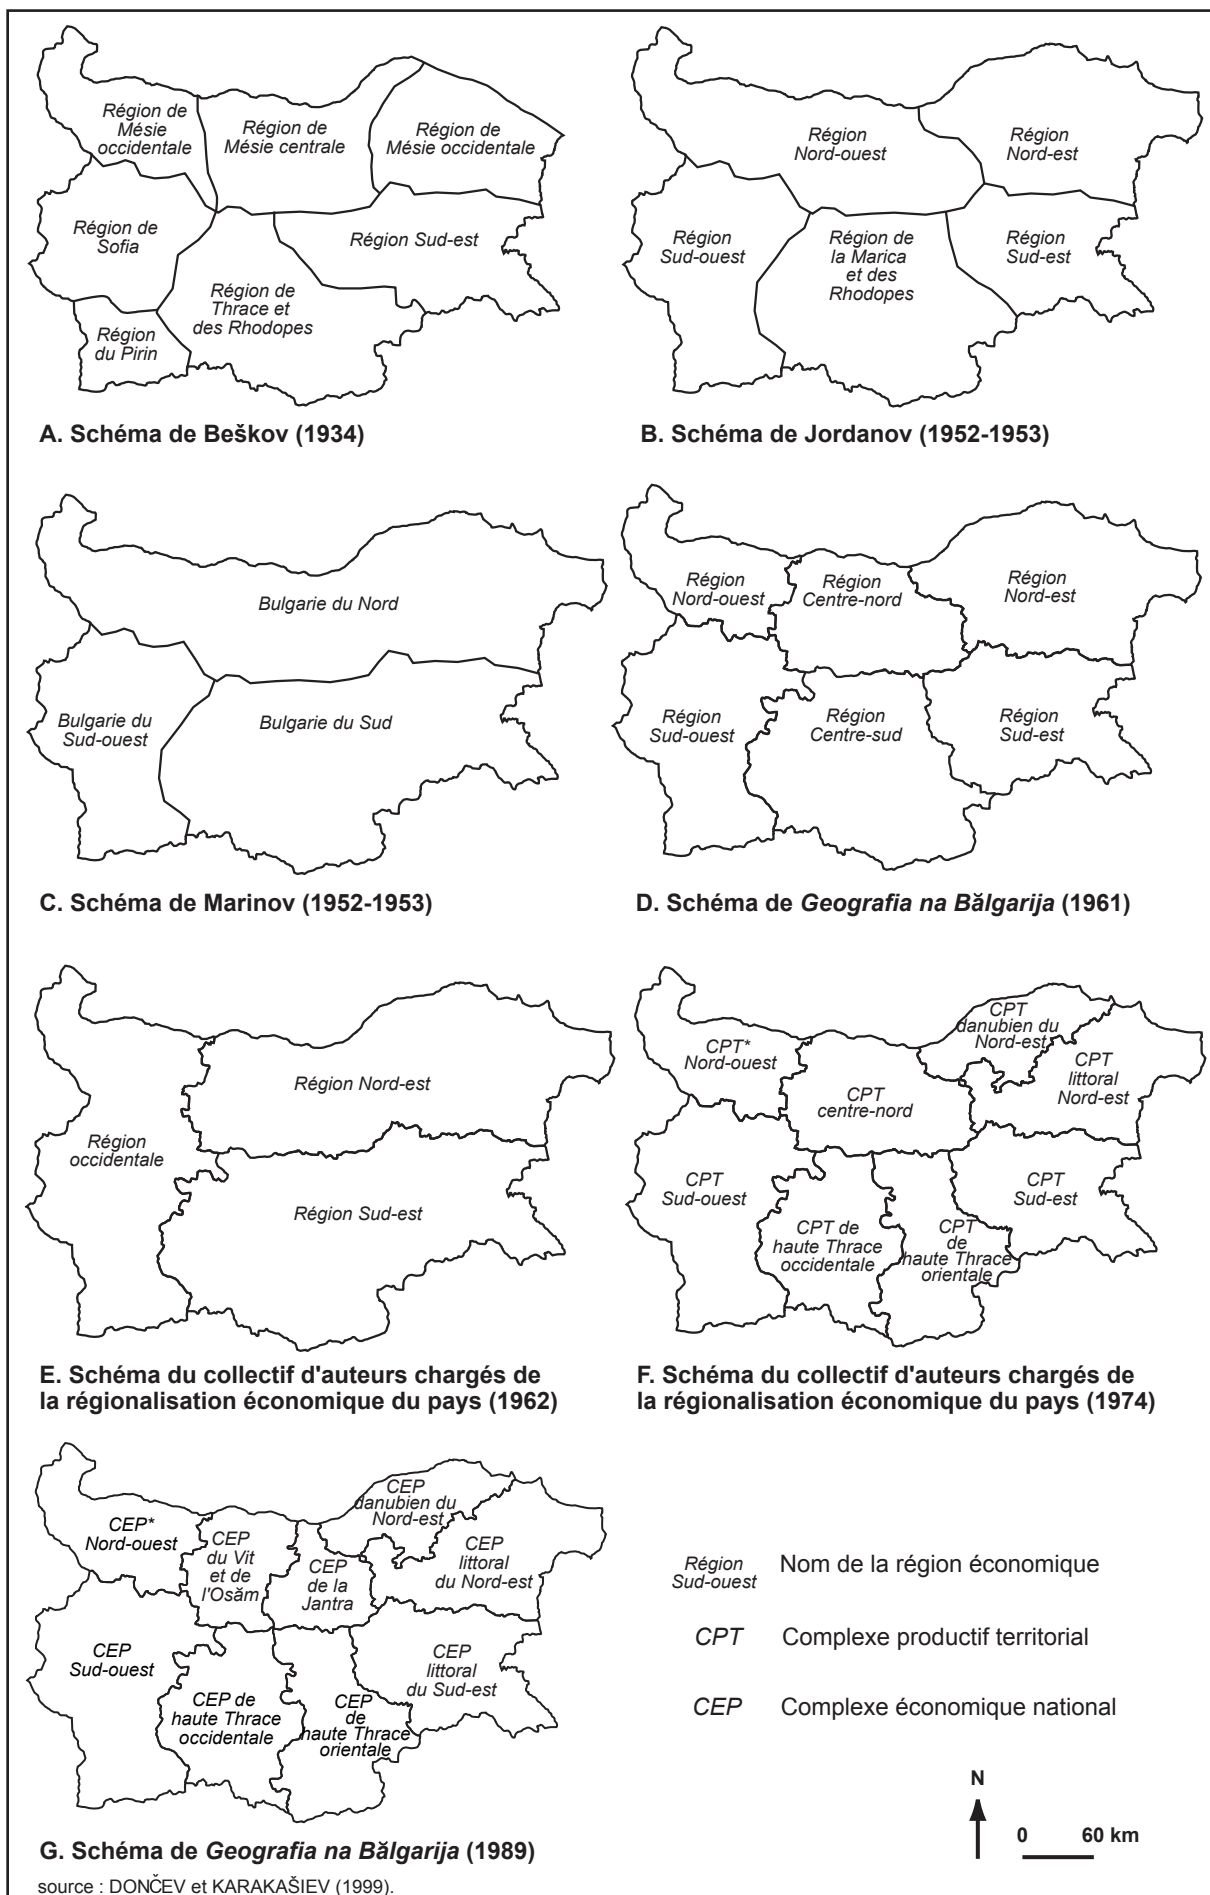 Région de
Mésie
occidentale
Région de
Mésie centrale
Région de
Mésie occidentale
Région de
Sofia
Région Sud-est
Région de
Thrace et
des Rhodopes
Région
du Pirin
A. Schéma de Beškov (1934)
Région
Nord-ouest
Région
Nord-est
Région
Sud-ouest
Région de
la Marica
et des
Rhodopes
Région
Sud-est
B. Schéma de Jordanov (1952-1953)
Bulgarie du Nord
Bulgarie du
Sud-ouest
Bulgarie du Sud
C. Schéma de Marinov (1952-1953)
Région
Nord-ouest
Région
Centre-nord
Région
Nord-est
Région
Sud-ouest
Région
Centre-sud
Région
Sud-est
D. Schéma de Geografia na Bălgarija (1961)
Région Nord-est
Région
occidentale
Région Sud-est
E. Schéma du collectif d'auteurs chargés de
la régionalisation économique du pays (1962)
CPT
danubien du
Nord-est
CPT*
Nord-ouest
CPT
littoral
Nord-est
CPT
centre-nord
CPT
Sud-ouest
CPT
Sud-est
CPT de
haute Thrace
occidentale
CPT
de
haute Thrace
orientale
F. Schéma du collectif d'auteurs chargés de
la régionalisation économique du pays (1974)
CEP
danubien du
Nord-est
CEP*
Nord-ouest
CEP
du Vit
et de
l'Osăm
CEP
de la
Jantra
CEP
littoral
du Nord-est
CEP
Sud-ouest
CEP
littoral
du Sud-est
CEP de
haute Thrace
occidentale
CEP
de
haute Thrace
orientale
G. Schéma de Geografia na Bălgarija (1989)
Région
Sud-ouest
Nom de la région économique
CPT Complexe productif territorial
CEP Complexe économique national
N
0 60 km
source : DONČEV et KARAKAŠIEV (1999).